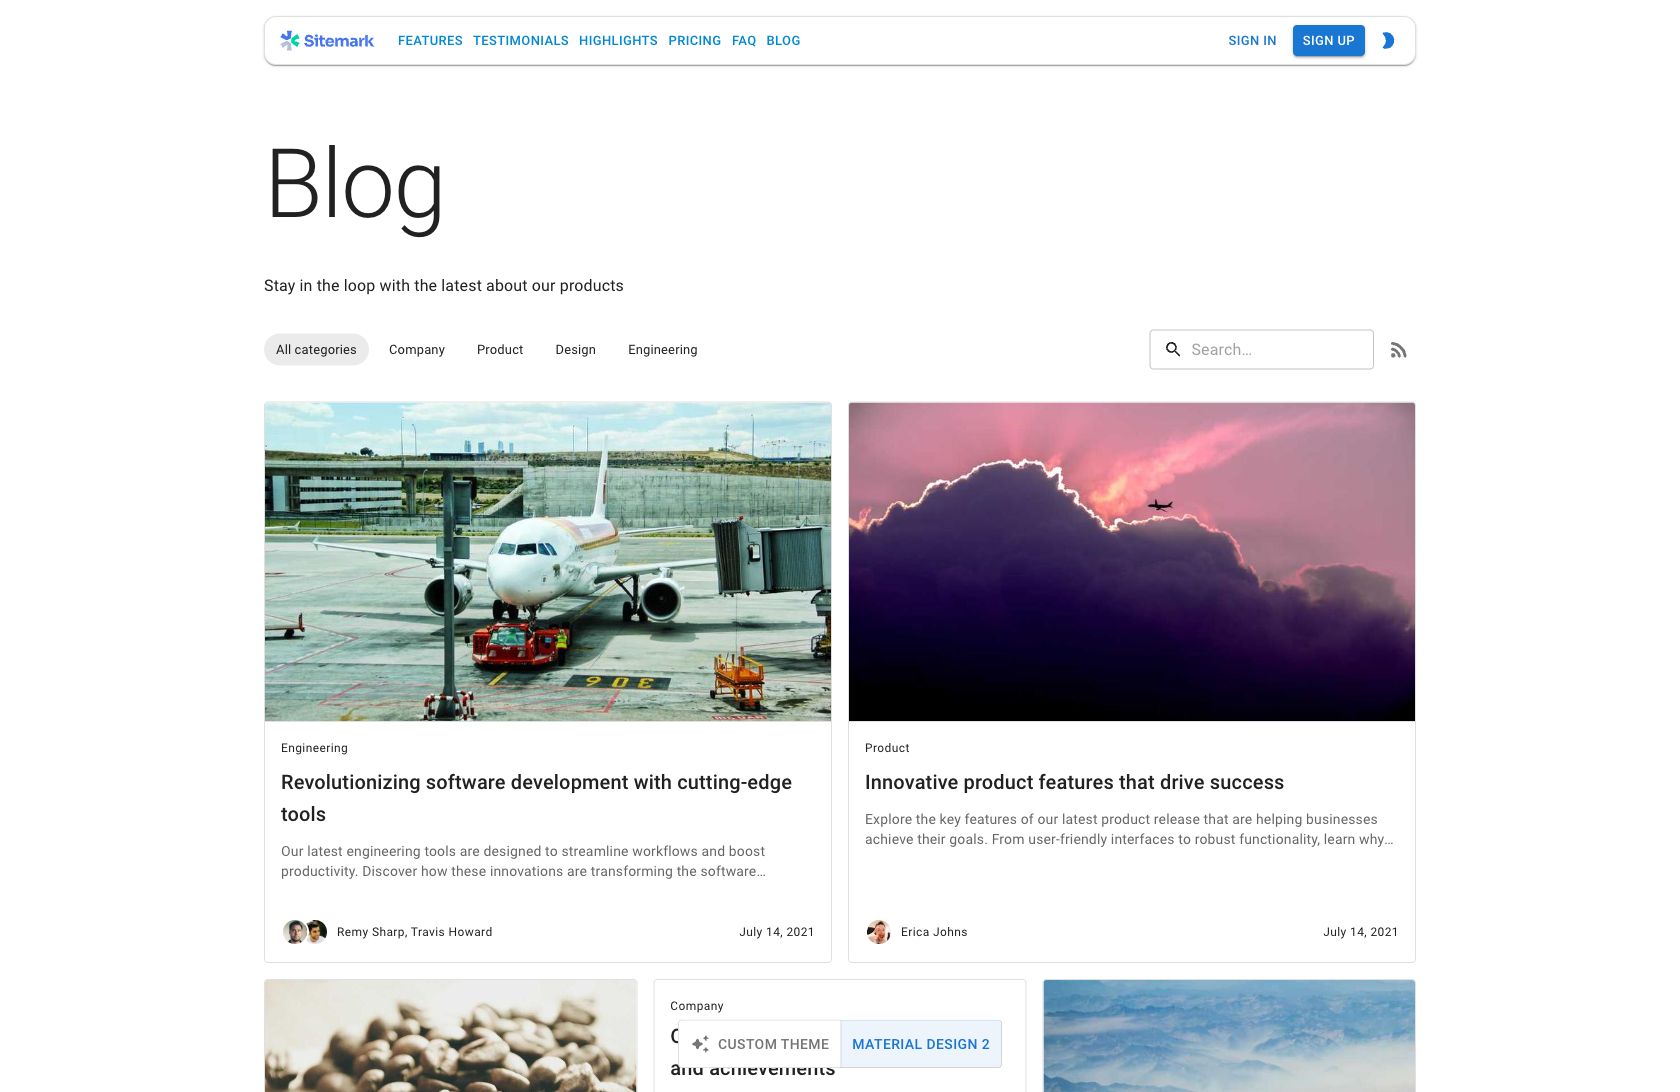 Sitemark
FEATURES TESTIMONIALS HIGHLIGHTS PRICING FAQ BLOG
SIGN IN
SIGN UP
Blog
Stay in the loop with the latest about our products
All categories
Company
Product
Design
Engineering
Search…
306
Engineering
Revolutionizing software development with cutting-edge
tools
Our latest engineering tools are designed to streamline workflows and boost
productivity. Discover how these innovations are transforming the software…
Remy Sharp, Travis Howard
July 14, 2021
Product
Innovative product features that drive success
Explore the key features of our latest product release that are helping businesses
achieve their goals. From user-friendly interfaces to robust functionality, learn why…
Erica Johns
July 14, 2021
Company
and achievements
CUSTOM THEME
MATERIAL DESIGN 2